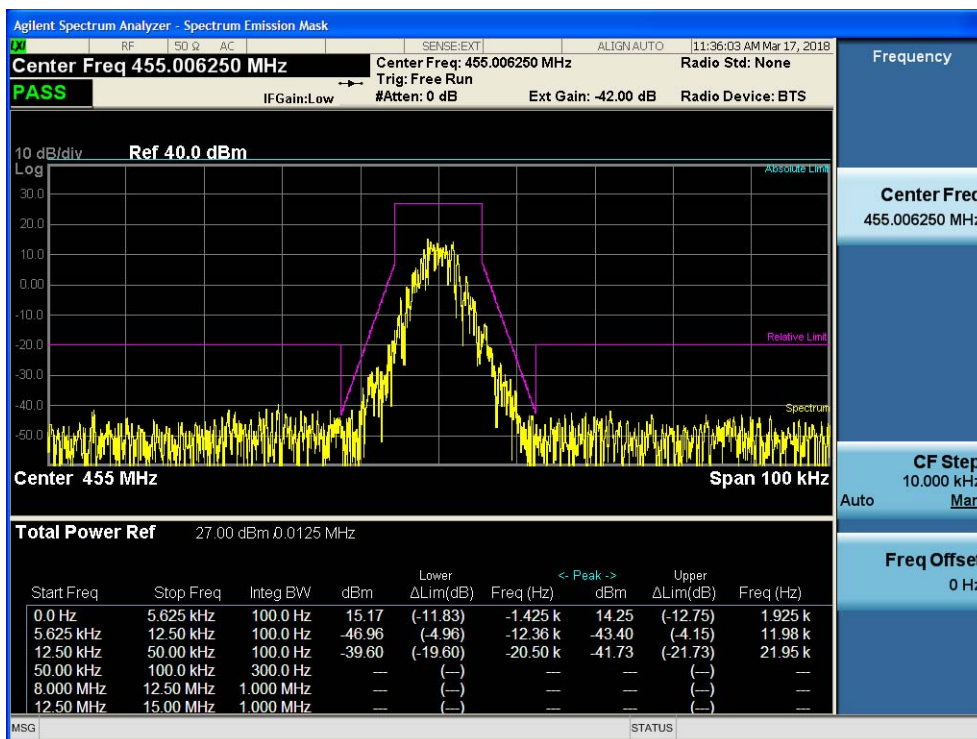 Agilent Spectrum Analyzer - Spectrum Emission Mask
LXI RF 50 Ω AC SENSE:EXT ALIGN AUTO 11:36:03 AM Mar 17, 2018
Center Freq 455.006250 MHz
PASS
IFGain:Low
Center Freq: 455.006250 MHz
Trig: Free Run
#Atten: 0 dB
Ext Gain: -42.00 dB
Radio Std: None
Radio Device: BTS
10 dB/div Ref 40.0 dBm
Log
Absolute Limit
30.0
20.0
10.0
0.00
-10.0
-20.0
Relative Limit
-30.0
-40.0
Spectrum
-50.0
Center 455 MHz Span 100 kHz
Total Power Ref 27.00 dBm /0.0125 MHz
Lower <- Peak -> Upper
Start Freq Stop Freq Integ BW dBm ΔLim(dB) Freq (Hz) dBm ΔLim(dB) Freq (Hz)
0.0 Hz 5.625 kHz 100.0 Hz 15.17 (-11.83) -1.425 k 14.25 (-12.75) 1.925 k
5.625 kHz 12.50 kHz 100.0 Hz -46.96 (-4.96) -12.36 k -43.40 (-4.15) 11.98 k
12.50 kHz 50.00 kHz 100.0 Hz -39.60 (-19.60) -20.50 k -41.73 (-21.73) 21.95 k
50.00 kHz 100.0 kHz 300.0 Hz --- (---) --- --- (---) ---
8.000 MHz 12.50 MHz 1.000 MHz --- (---) --- --- (---) ---
12.50 MHz 15.00 MHz 1.000 MHz --- (---) --- --- (---) ---
MSG STATUS
Frequency
Center Freq
455.006250 MHz
CF Step
10.000 kHz
Auto Man
Freq Offset
0 Hz